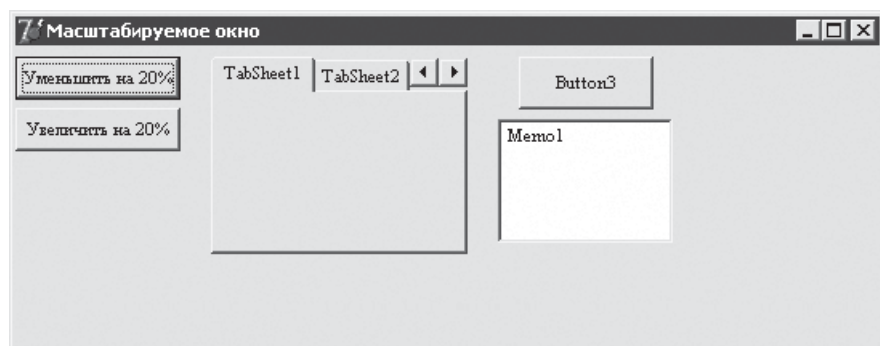 Масштабируемое окно
Уменьшить на 20%
Увеличить на 20%
TabSheet1
TabSheet2
Button3
Memo1